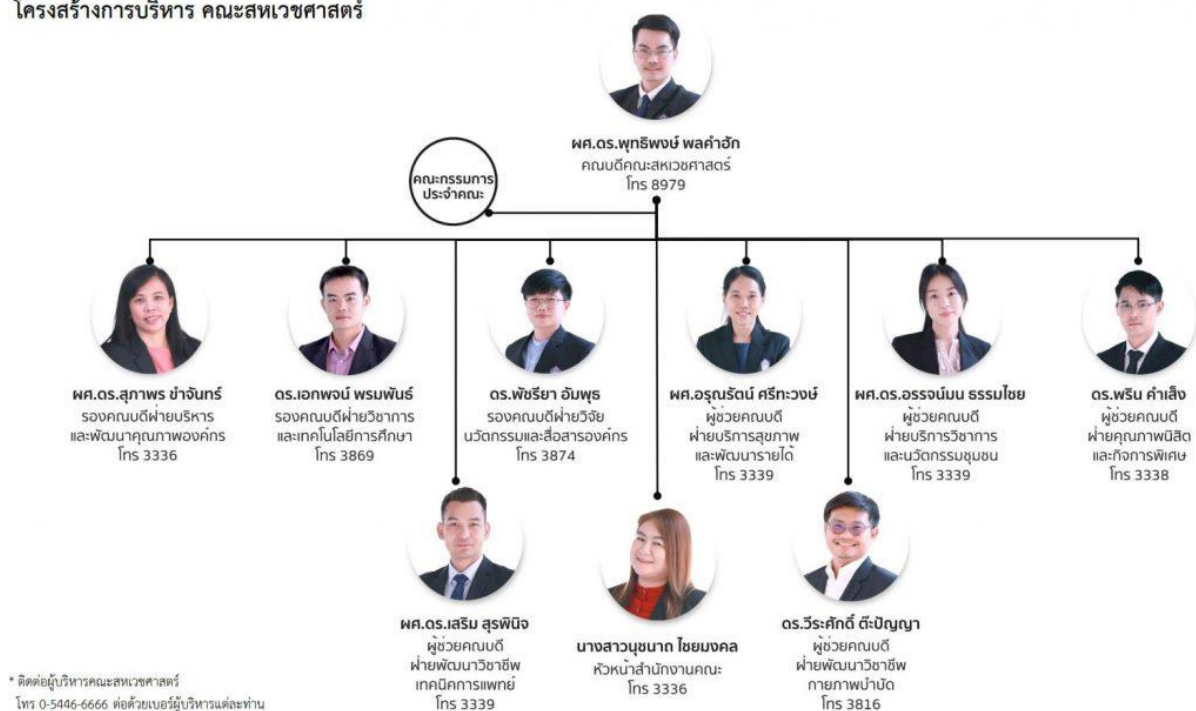 โครงสร้างการบริหาร คณะสหเวชศาสตร์
ผศ.ดร.พุทธิพงษ์ พลคำฮัก
คณบดีคณะสหเวชศาสตร์
โทร 8979
คณะกรรมการ
ประจำคณะ
ผศ.ดร.สุภาพร ขำจันทร์
รองคณบดีฝ่ายบริหาร
และพัฒนาคุณภาพองค์กร
โทร 3336
ดร.เอกพจน์ พรมพันธ์
รองคณบดีฝ่ายวิชาการ
และเทคโนโลยีการศึกษา
โทร 3869
ดร.พัชรียา อัมพุธ
รองคณบดีฝ่ายวิจัย
นวัตกรรมและสื่อสารองค์กร
โทร 3874
ผศ.อรุณรัตน์ ศรีทะวงษ์
ผู้ช่วยคณบดี
ฝ่ายบริการสุขภาพ
และพัฒนารายได้
โทร 3339
ผศ.ดร.อรรจน์มน ธรรมไชย
ผู้ช่วยคณบดี
ฝ่ายบริการวิชาการ
และนวัตกรรมชุมชน
โทร 3339
ดร.พริน คำเส็ง
ผู้ช่วยคณบดี
ฝ่ายคุณภาพนิสิต
และกิจการพิเศษ
โทร 3338
ผศ.ดร.เสริม สุรพินิจ
ผู้ช่วยคณบดี
ฝ่ายพัฒนาวิชาชีพ
เทคนิคการแพทย์
โทร 3339
นางสาวนุชนาถ ไชยมงคล
หัวหน้าสำนักงานคณะ
โทร 3336
ดร.วีระศักดิ์ ต๊ะปัญญา
ผู้ช่วยคณบดี
ฝ่ายพัฒนาวิชาชีพ
กายภาพบำบัด
โทร 3816
* ติดต่อผู้บริหารคณะสหเวชศาสตร์
โทร 0-5446-6666 ต่อด้วยเบอร์ผู้บริหารแต่ละท่าน